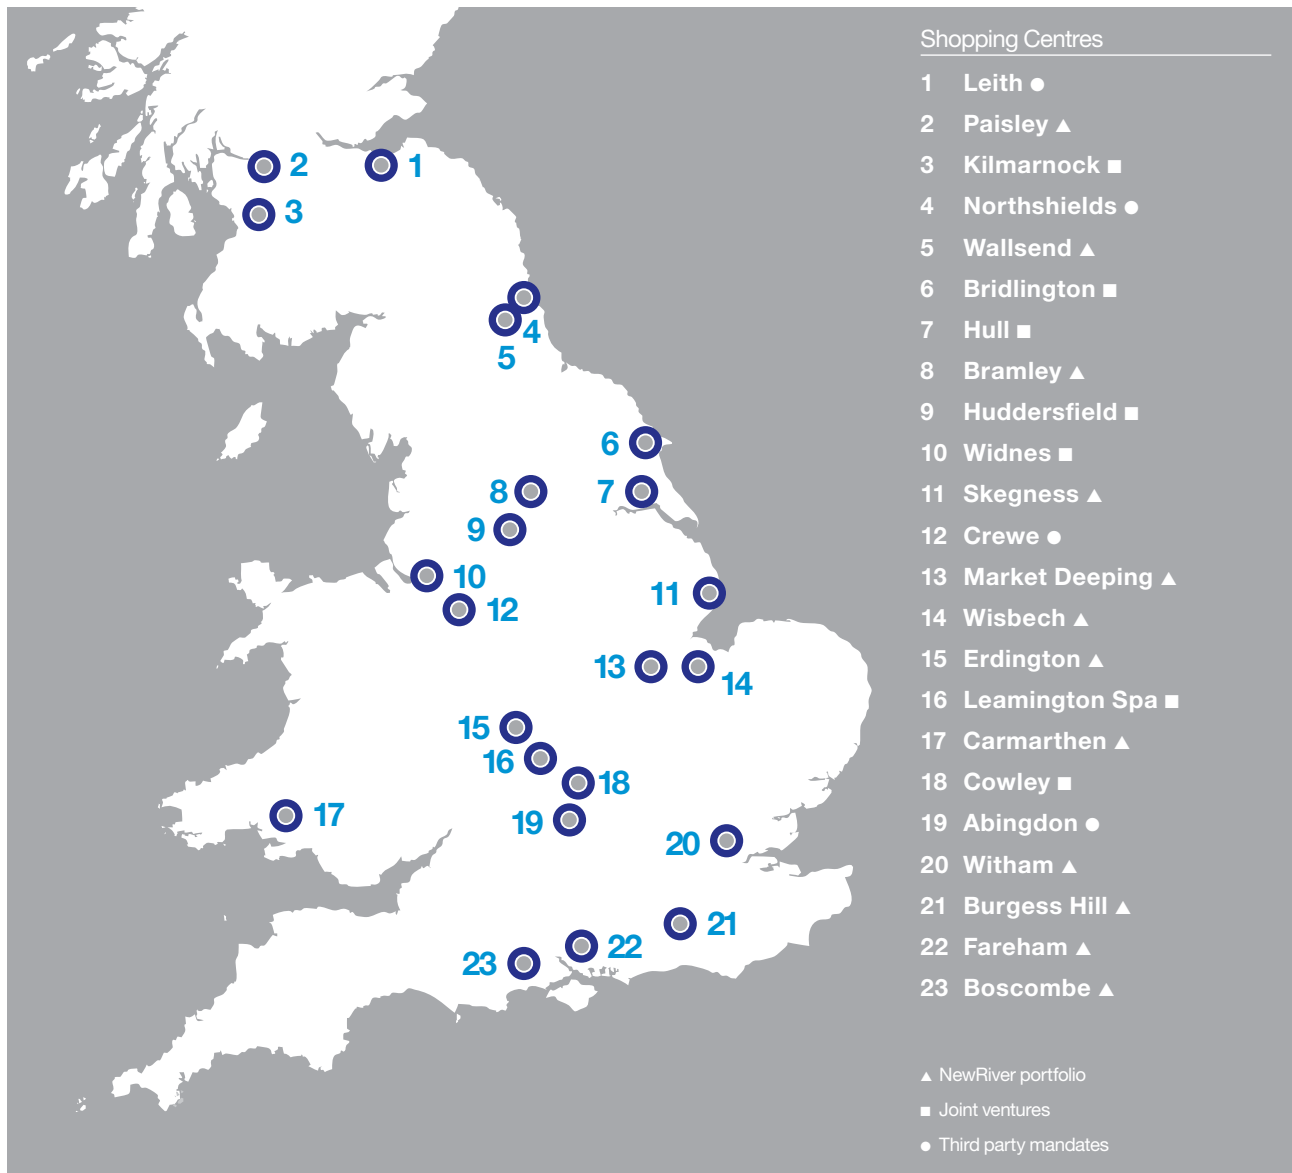 Shopping Centres
1 Leith ●
2 Paisley ▲
3 Kilmarnock ■
4 Northshields ●
5 Wallsend ▲
6 Bridlington ■
7 Hull ■
8 Bramley ▲
9 Huddersfield ■
10 Widnes ■
11 Skegness ▲
12 Crewe ●
13 Market Deeping ▲
14 Wisbech ▲
15 Erdington ▲
16 Leamington Spa ■
17 Carmarthen ▲
18 Cowley ■
19 Abingdon ●
20 Witham ▲
21 Burgess Hill ▲
22 Fareham ▲
23 Boscombe ▲
▲ NewRiver portfolio
■ Joint ventures
● Third party mandates
2
1
3
4
5
6
8
7
9
10
11
12
13
14
15
16
18
17
19
20
21
22
23